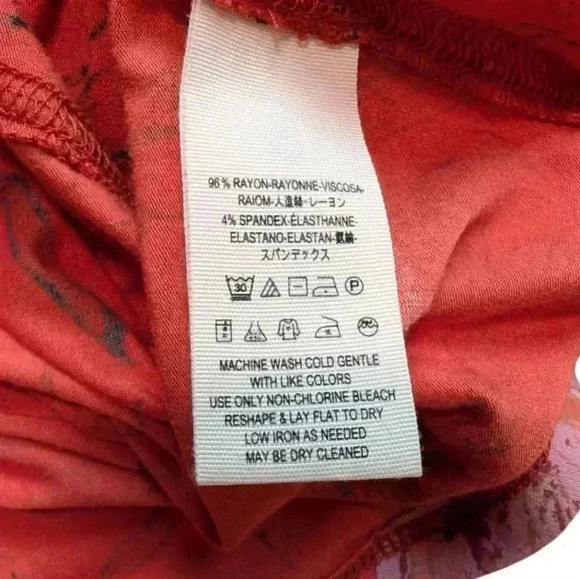 96% RAYON-RAYONNE-VISCOSA-
RAIOM-人造絲-レーヨン
4% SPANDEX-ÉLASTHANNE
ELASTANO-ELASTAN-氨綸-
スパンデックス
30 P
MACHINE WASH COLD GENTLE
WITH LIKE COLORS
USE ONLY NON-CHLORINE BLEACH
RESHAPE & LAY FLAT TO DRY
LOW IRON AS NEEDED
MAY BE DRY CLEANED